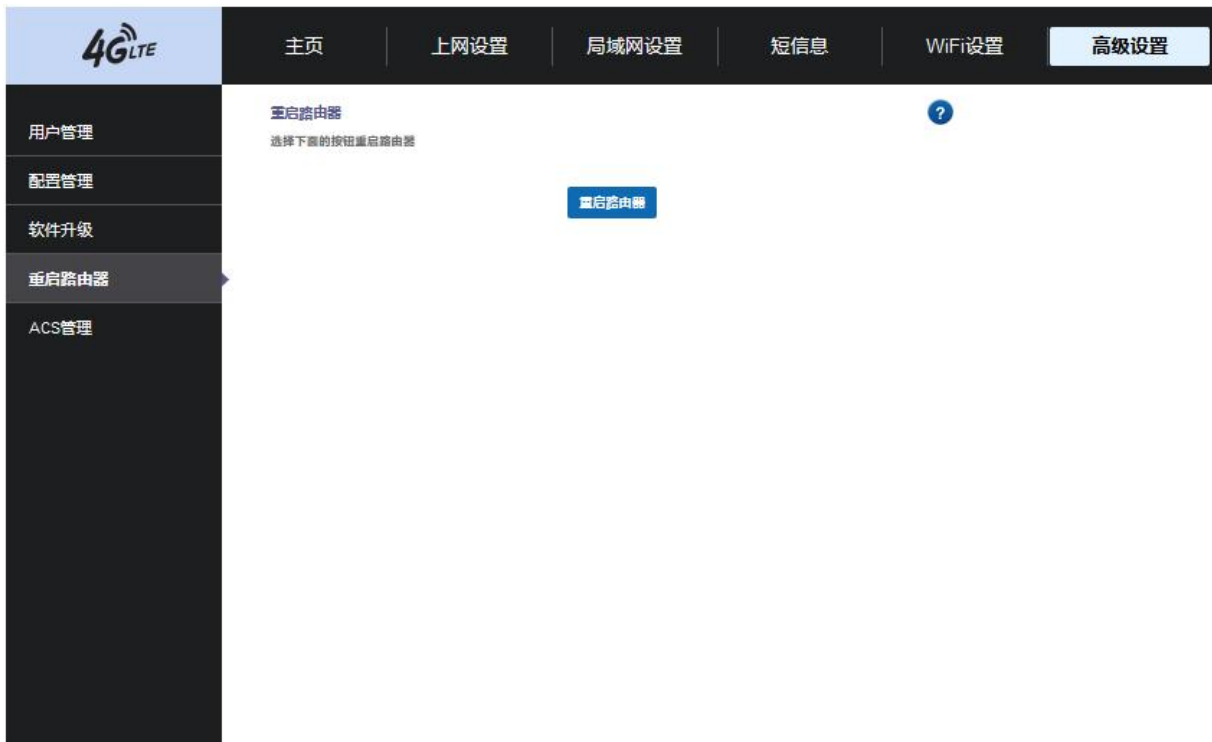 4G LTE
主页
上网设置
局域网设置
短信息
WiFi设置
高级设置
用户管理
配置管理
软件升级
重启路由器
ACS管理
重启路由器
?
选择下面的按钮重启路由器
重启路由器